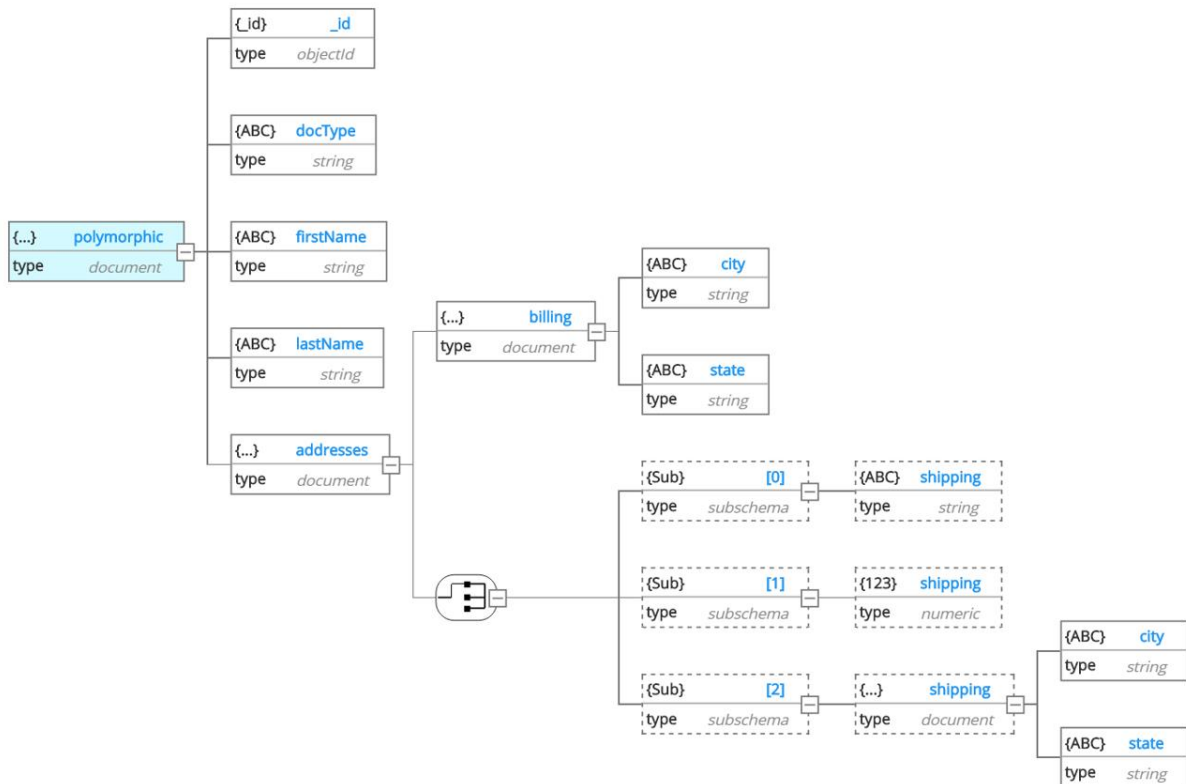 {_id} _id
type objectId
{ABC} docType
type string
{...} polymorphic
type document
{ABC} firstName
type string
{ABC} lastName
type string
{...} addresses
type document
{...} billing
type document
{ABC} city
type string
{ABC} state
type string
{Sub} [0]
type subschema
{ABC} shipping
type string
{Sub} [1]
type subschema
{123} shipping
type numeric
{Sub} [2]
type subschema
{...} shipping
type document
{ABC} city
type string
{ABC} state
type string